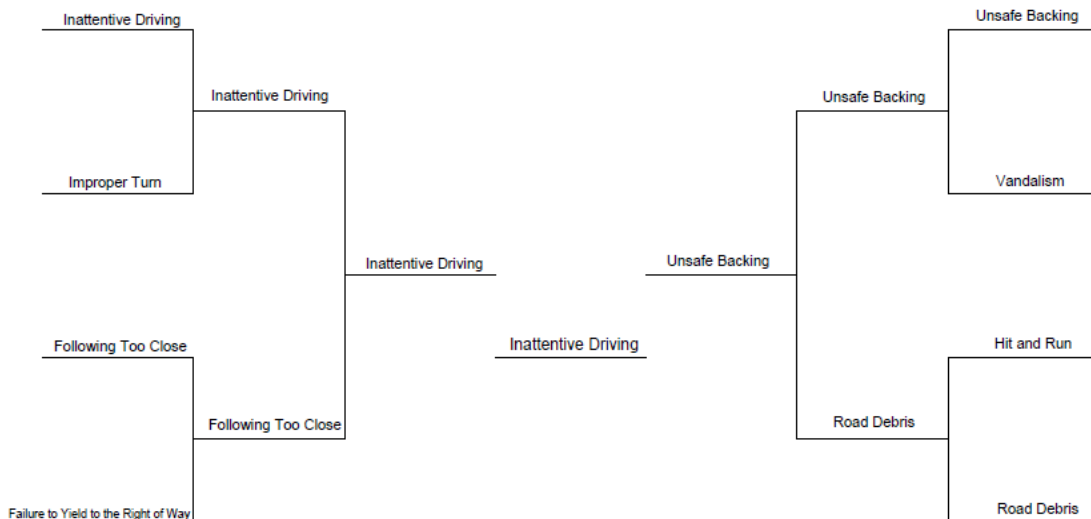 Inattentive Driving
Unsafe Backing
Inattentive Driving
Unsafe Backing
Improper Turn
Vandalism
Inattentive Driving
Unsafe Backing
Following Too Close
Inattentive Driving
Hit and Run
Following Too Close
Road Debris
Failure to Yield to the Right of Way
Road Debris